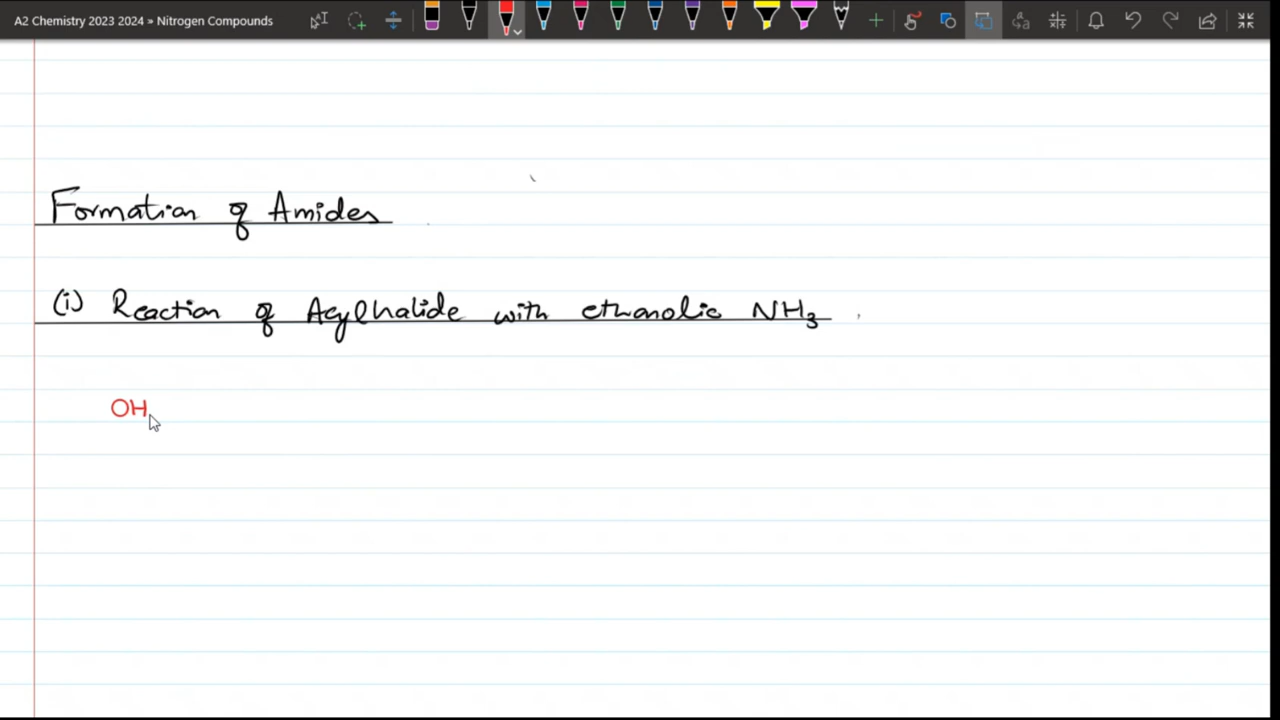 A2 Chemistry 2023 2024 » Nitrogen Compounds
Formation of Amides
(i) Reaction of Acylhalide with ethanolic NH₃
OH